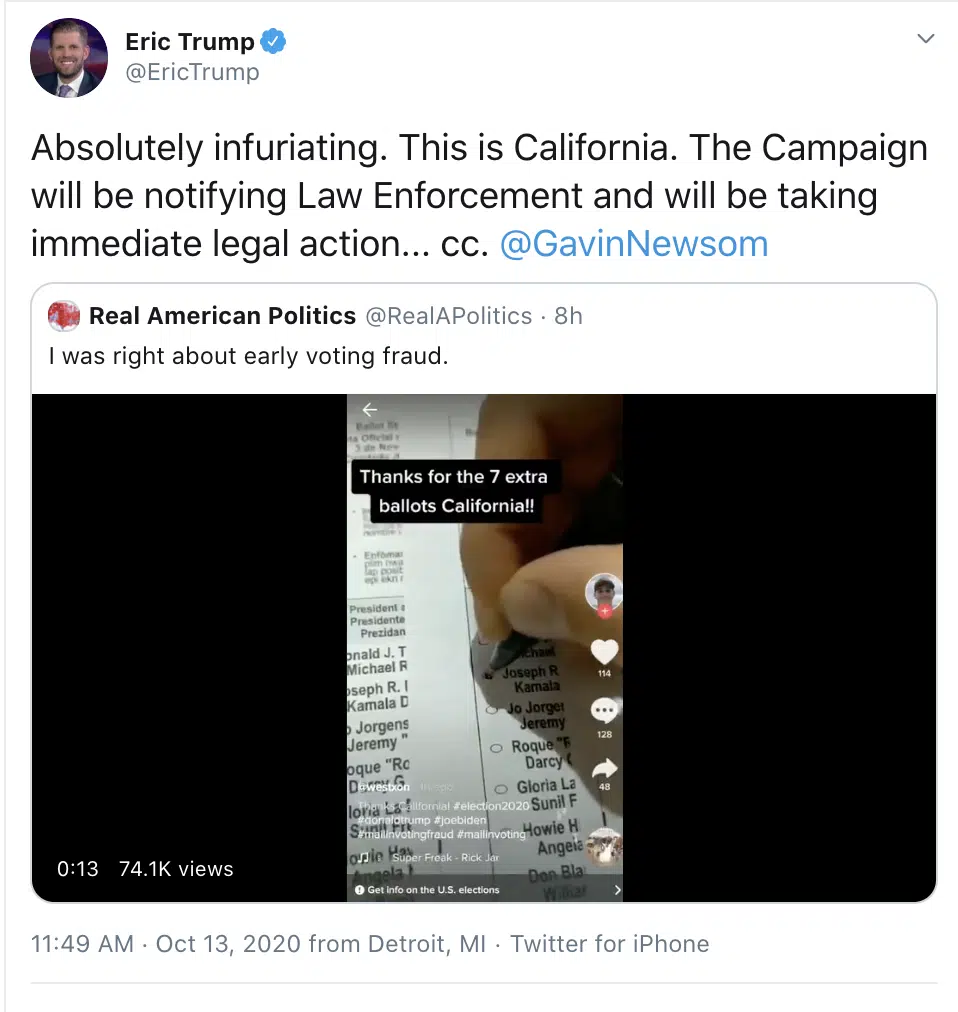 Eric Trump
@EricTrump
Absolutely infuriating. This is California. The Campaign
will be notifying Law Enforcement and will be taking
immediate legal action... cc. @GavinNewsom
Real American Politics @RealAPolitics · 8h
I was right about early voting fraud.
Thanks for the 7 extra
ballots California!!
President
Presidente
Prezidan
onald J. T
Michael R
oseph R.
Kamala D
Jorgens
Jeremy "
oque "Ro
Joseph R
Kamala
Jo Jorge
Jeremy
Roque "R
Darcy
Gloria La
Sunil F
Howie H
Angela
Don Bla
114
128
48
@westxon
Thanks California! #election2020
#donaldtrump #joebiden
#mailinvotingfraud #mailinvoting
Super Freak - Rick Jar
Get info on the U.S. elections
0:13 74.1K views
11:49 AM · Oct 13, 2020 from Detroit, MI · Twitter for iPhone